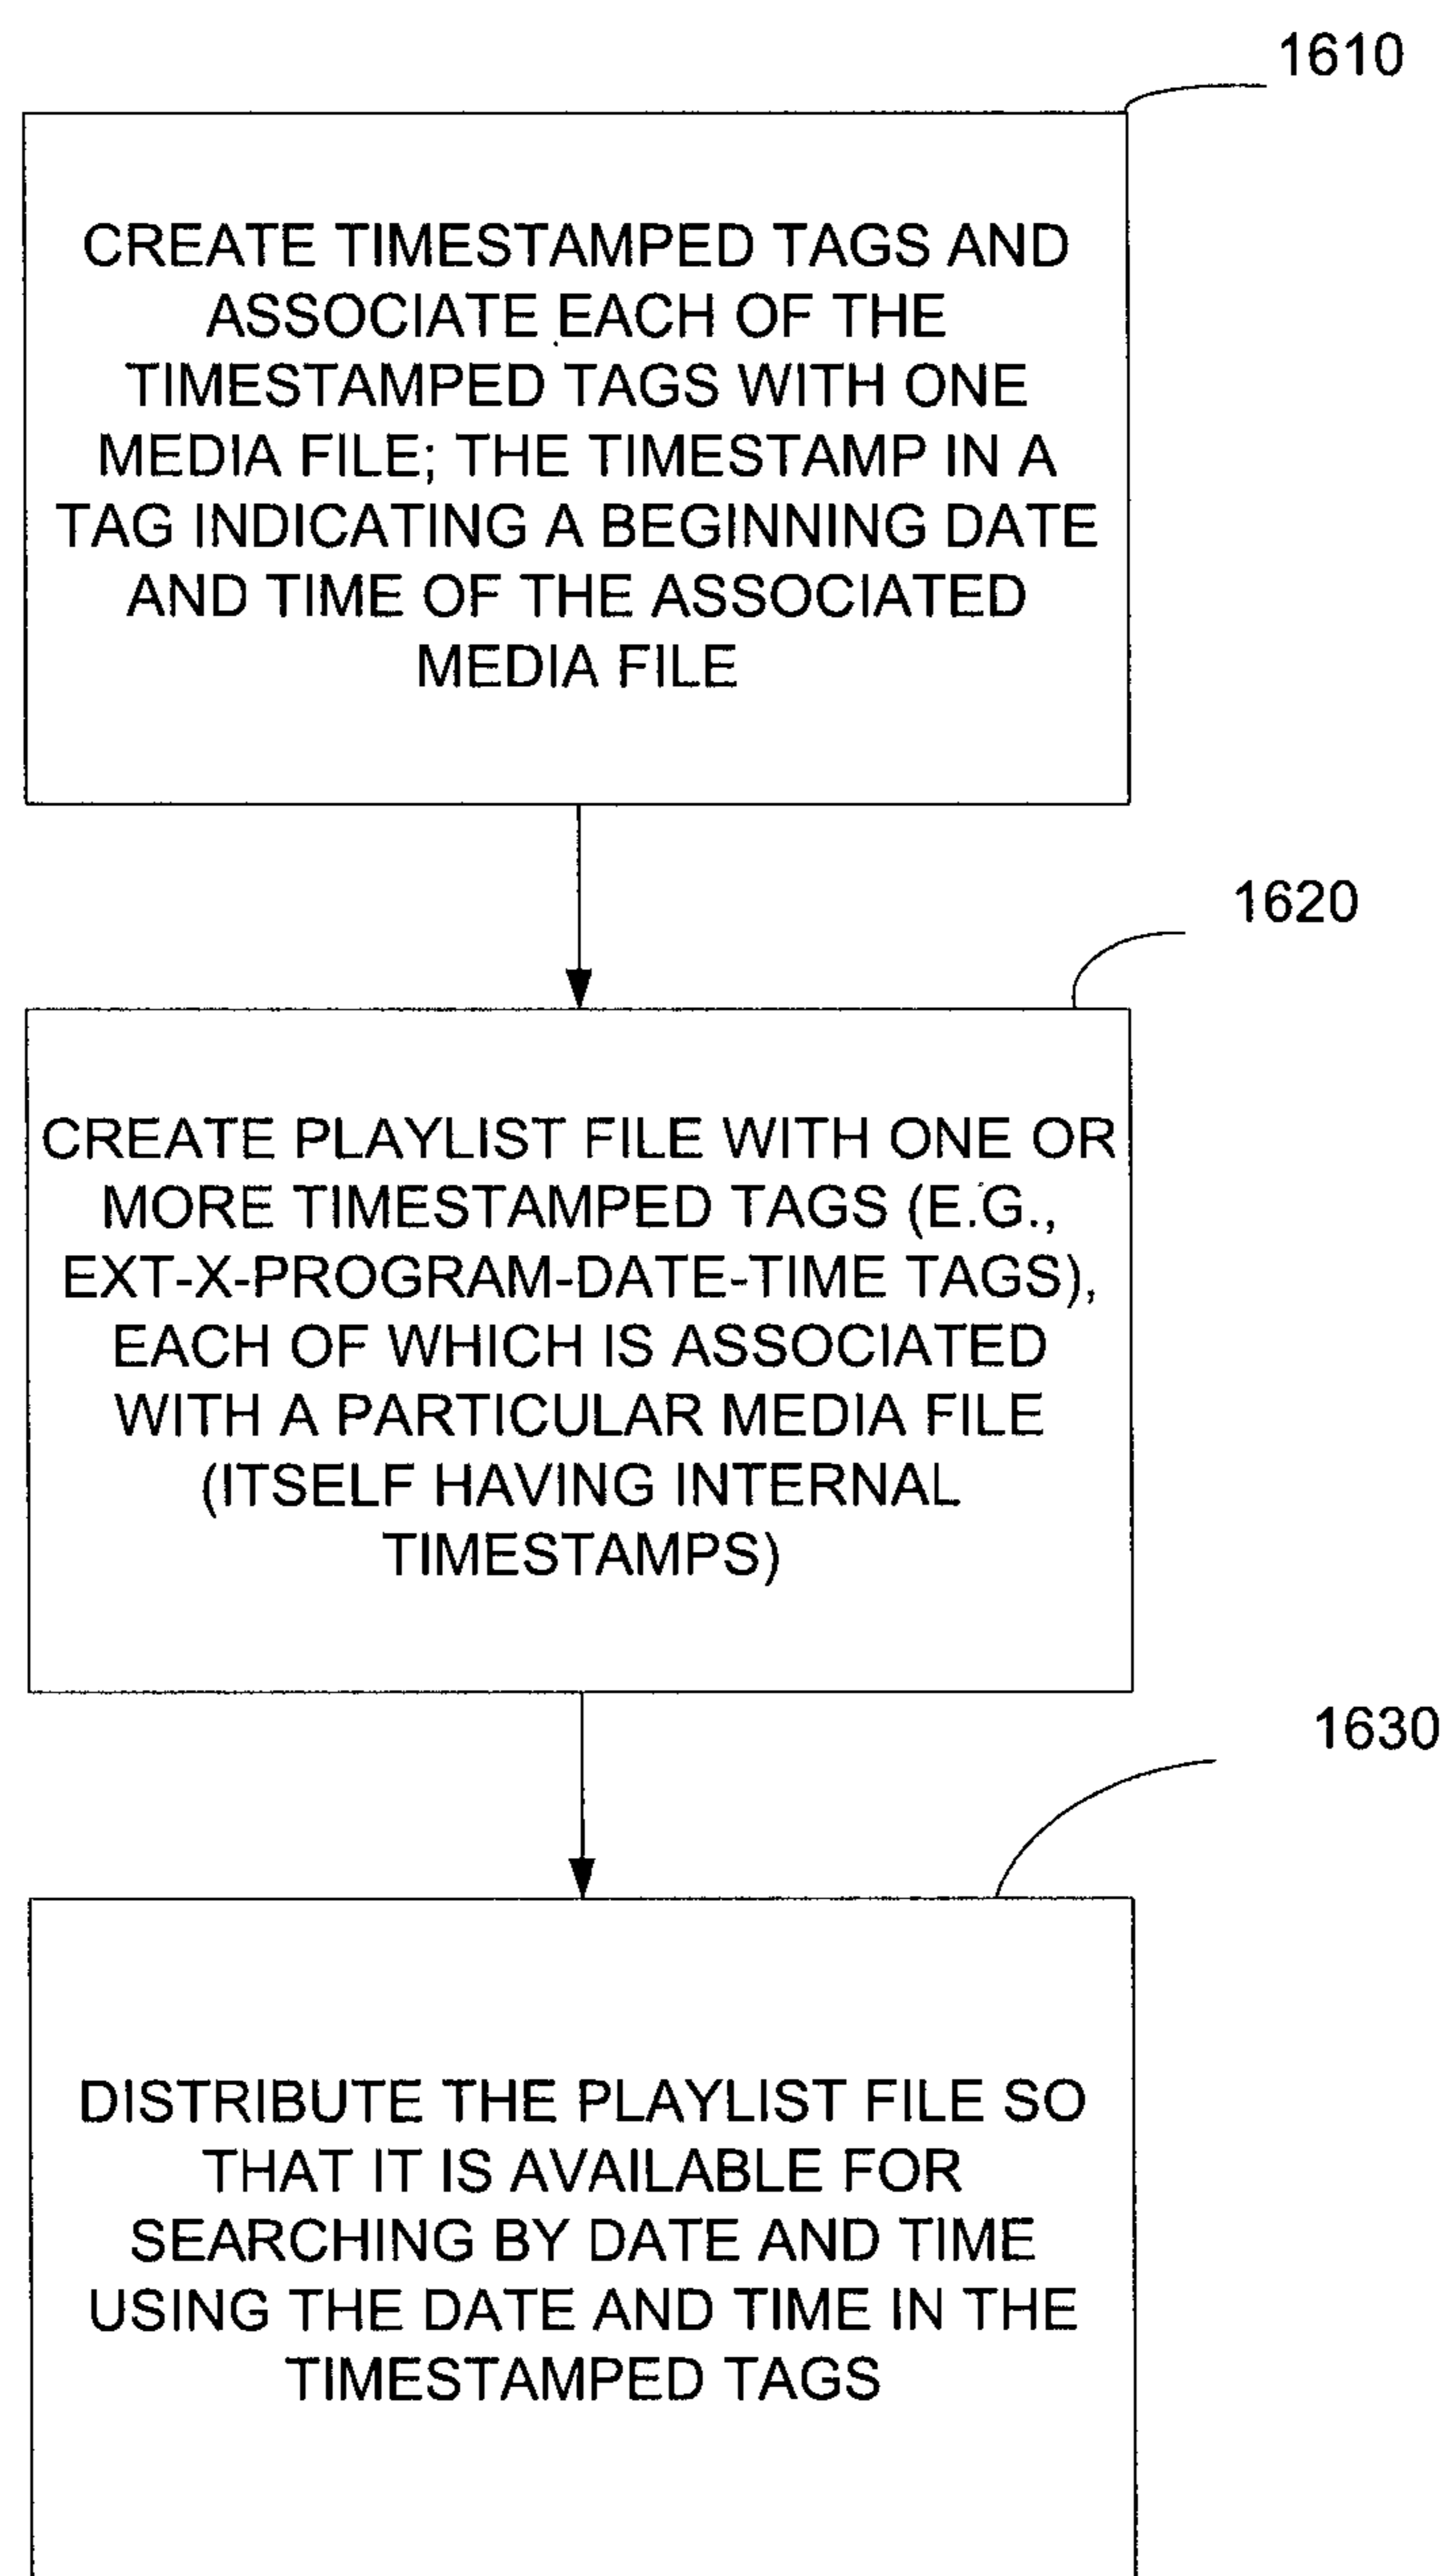 1610
CREATE TIMESTAMPED TAGS AND
ASSOCIATE EACH OF THE
TIMESTAMPED TAGS WITH ONE
MEDIA FILE; THE TIMESTAMP IN A
TAG INDICATING A BEGINNING DATE
AND TIME OF THE ASSOCIATED
MEDIA FILE
1620
CREATE PLAYLIST FILE WITH ONE OR
MORE TIMESTAMPED TAGS (E.G.,
EXT-X-PROGRAM-DATE-TIME TAGS),
EACH OF WHICH IS ASSOCIATED
WITH A PARTICULAR MEDIA FILE
(ITSELF HAVING INTERNAL
TIMESTAMPS)
1630
DISTRIBUTE THE PLAYLIST FILE SO
THAT IT IS AVAILABLE FOR
SEARCHING BY DATE AND TIME
USING THE DATE AND TIME IN THE
TIMESTAMPED TAGS